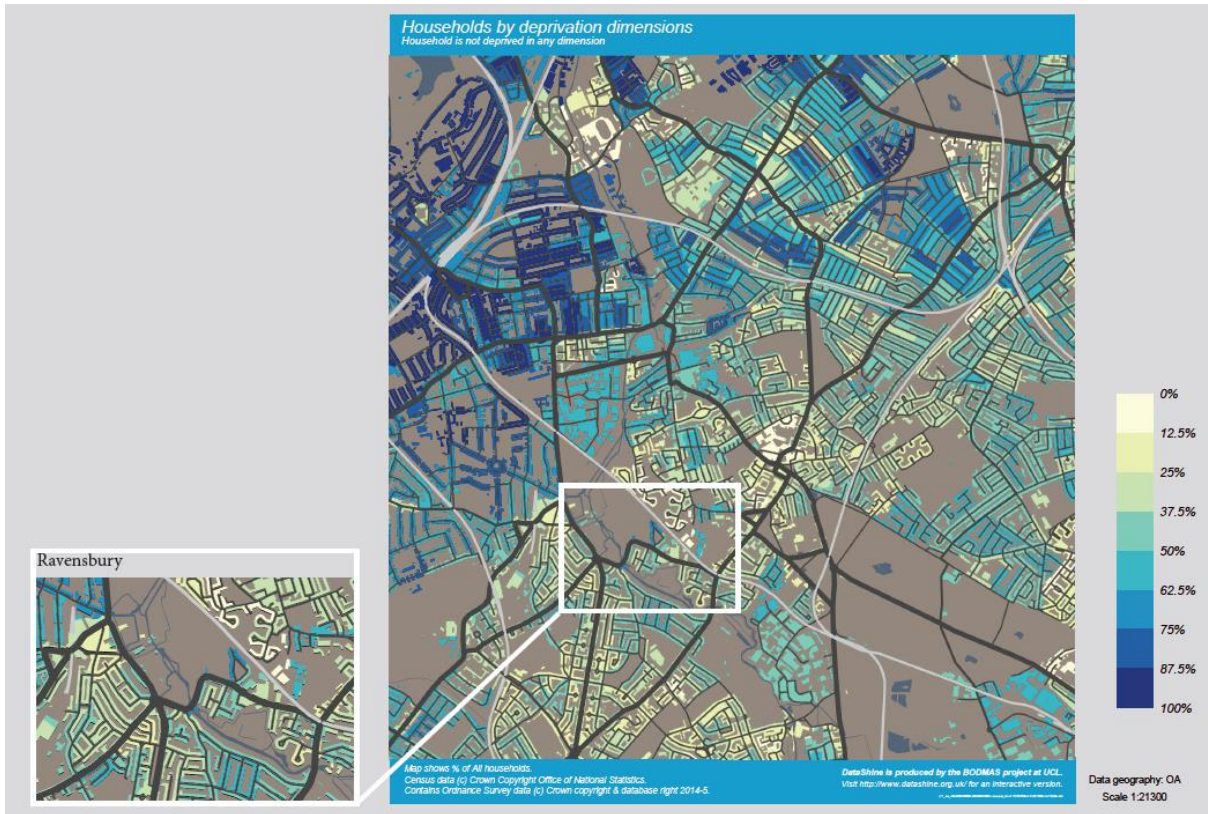 Households by deprivation dimensions
Household is not deprived in any dimension
0%
12.5%
25%
37.5%
50%
62.5%
75%
87.5%
100%
Ravensbury
Map shows % of All households.
Census data (c) Crown Copyright Office of National Statistics.
Contains Ordnance Survey data (c) Crown copyright & database right 2014-5.
DataShine is produced by the BODMAS project at UCL.
Visit http://www.datashine.org.uk/ for an interactive version.
Data geography: OA
Scale 1:21300